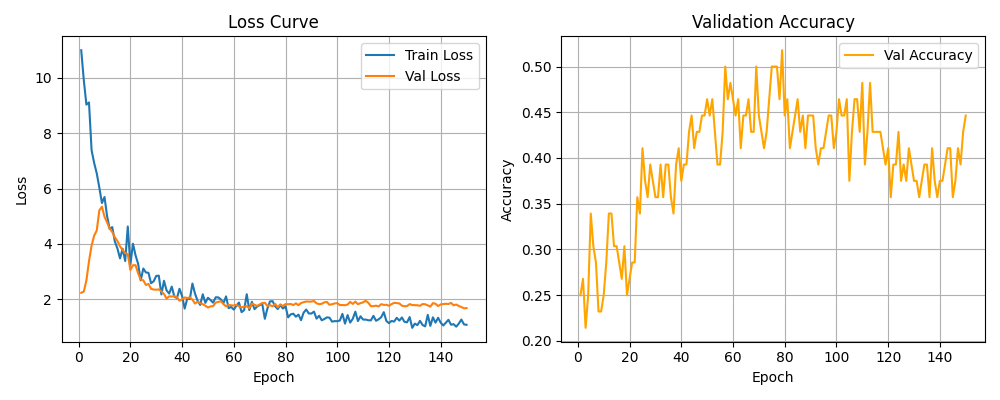 Loss Curve
Train Loss
Val Loss
10
8
6
4
2
0 20 40 60 80 100 120 140
Loss
Epoch
Validation Accuracy
Val Accuracy
0.50
0.45
0.40
0.35
0.30
0.25
0.20
0 20 40 60 80 100 120 140
Accuracy
Epoch